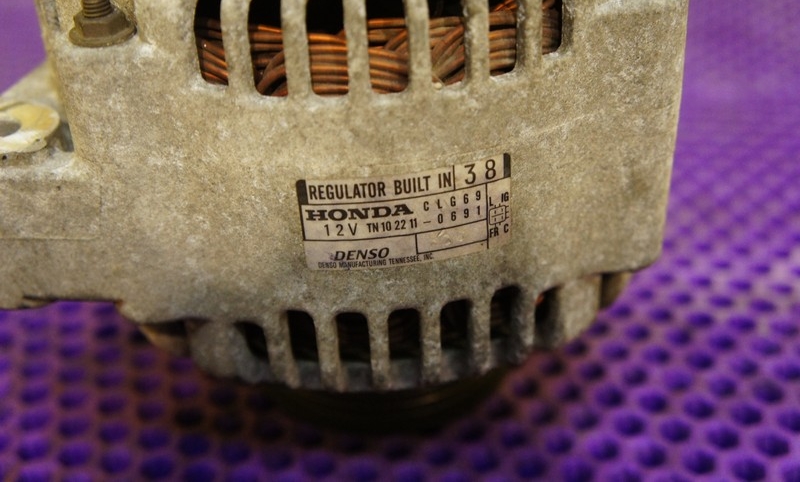 REGULATOR BUILT IN 38
HONDA CLG69
12V TN102211-0691
L IG
FR C
DENSO
DENSO MANUFACTURING TENNESSEE, INC.